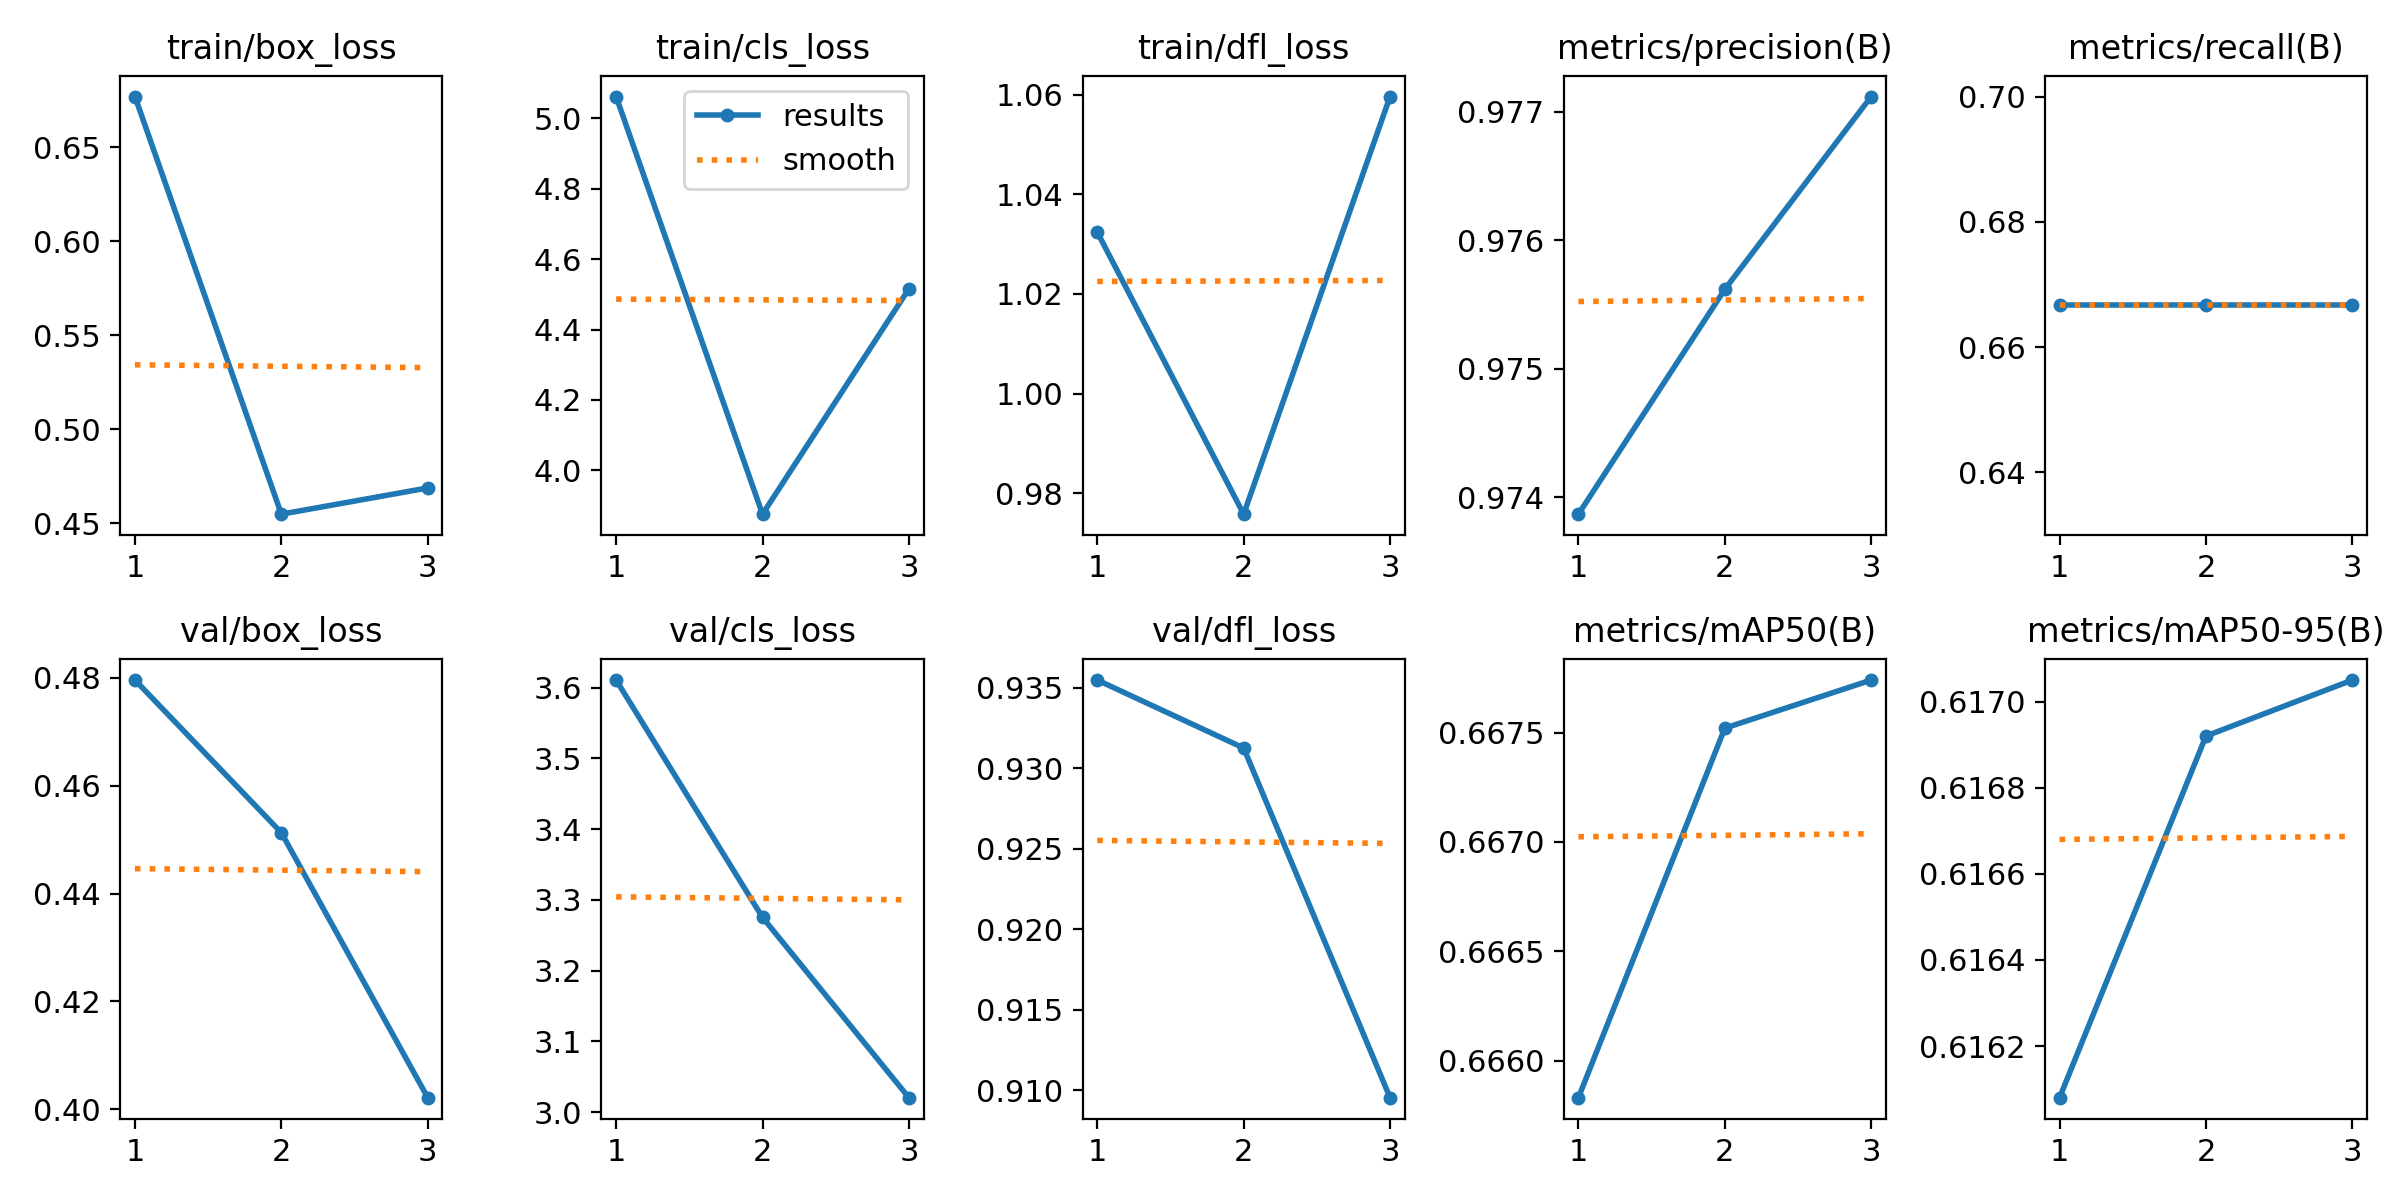 train/box_loss
0.65
0.60
0.55
0.50
0.45
1 2 3
train/cls_loss
results
smooth
5.0
4.8
4.6
4.4
4.2
4.0
1 2 3
train/dfl_loss
1.06
1.04
1.02
1.00
0.98
1 2 3
metrics/precision(B)
0.977
0.976
0.975
0.974
1 2 3
metrics/recall(B)
0.70
0.68
0.66
0.64
1 2 3
val/box_loss
0.48
0.46
0.44
0.42
0.40
1 2 3
val/cls_loss
3.6
3.5
3.4
3.3
3.2
3.1
3.0
1 2 3
val/dfl_loss
0.935
0.930
0.925
0.920
0.915
0.910
1 2 3
metrics/mAP50(B)
0.6675
0.6670
0.6665
0.6660
1 2 3
metrics/mAP50-95(B)
0.6170
0.6168
0.6166
0.6164
0.6162
1 2 3